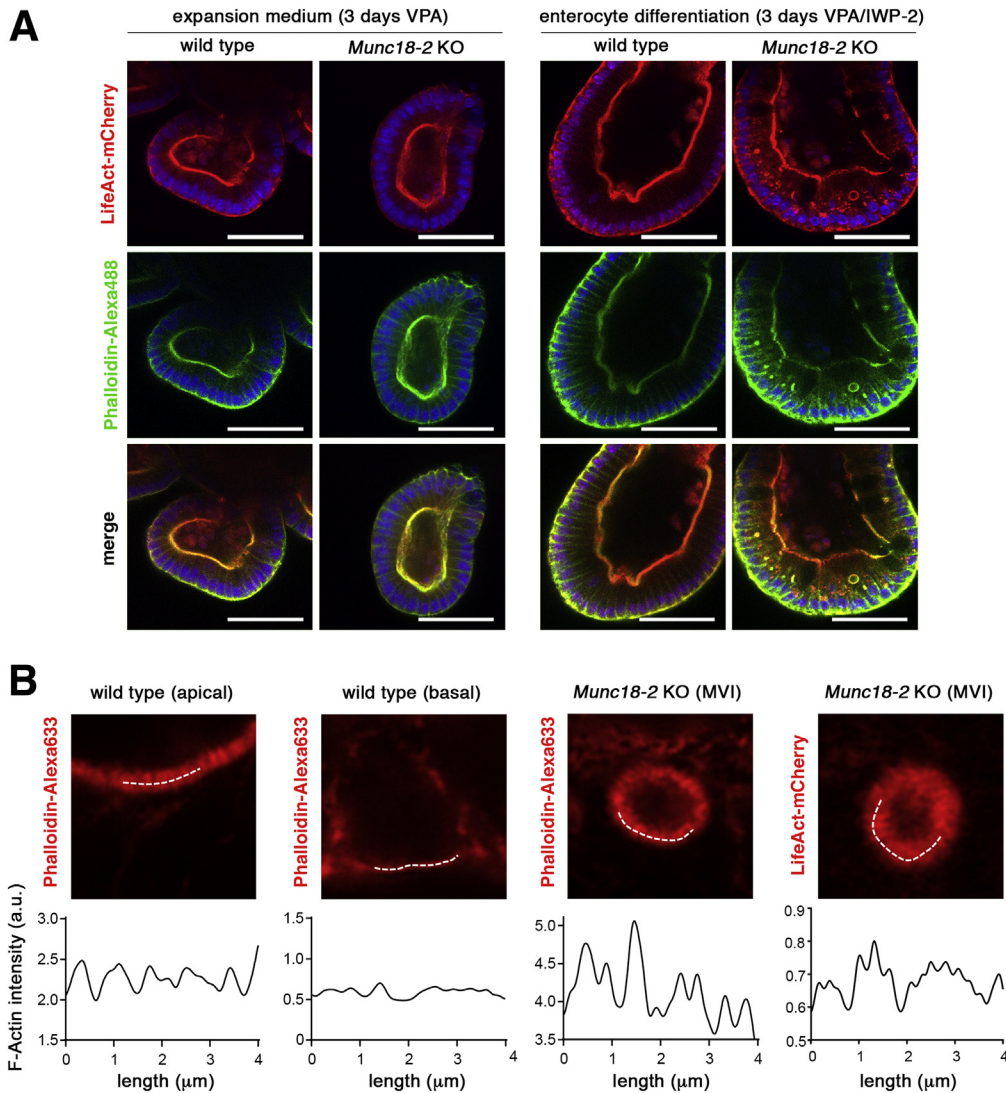 A
expansion medium (3 days VPA)
enterocyte differentiation (3 days VPA/IWP-2)
wild type
Munc18-2 KO
wild type
Munc18-2 KO
LifeAct-mCherry
Phalloidin-Alexa488
merge
B
wild type (apical)
wild type (basal)
Munc18-2 KO (MVI)
Munc18-2 KO (MVI)
Phalloidin-Alexa633
Phalloidin-Alexa633
Phalloidin-Alexa633
LifeAct-mCherry
F-Actin intensity (a.u.)
3.0
2.5
2.0
1.5
0 1 2 3 4
length (μm)
1.5
1.0
0.5
0
0 1 2 3 4
length (μm)
5.0
4.5
4.0
3.5
0 1 2 3 4
length (μm)
0.9
0.8
0.7
0.6
0.5
0 1 2 3 4
length (μm)